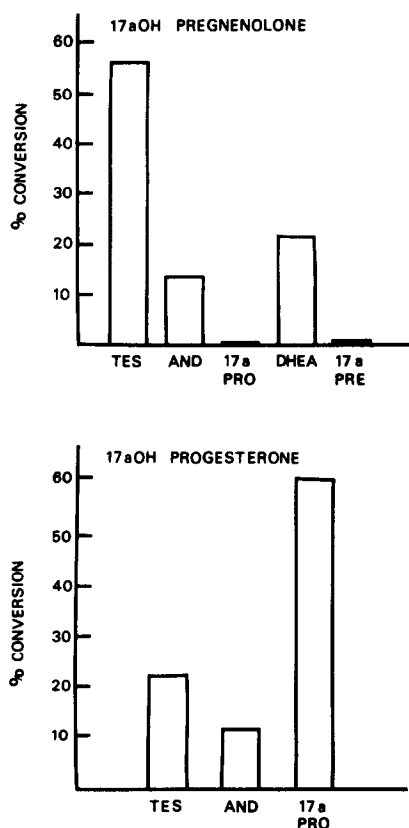 17aOH PREGNENOLONE
% CONVERSION
60
50
40
30
20
10
TES AND 17a DHEA 17a
PRO PRE
17aOH PROGESTERONE
% CONVERSION
60
50
40
30
20
10
TES AND 17a
PRO